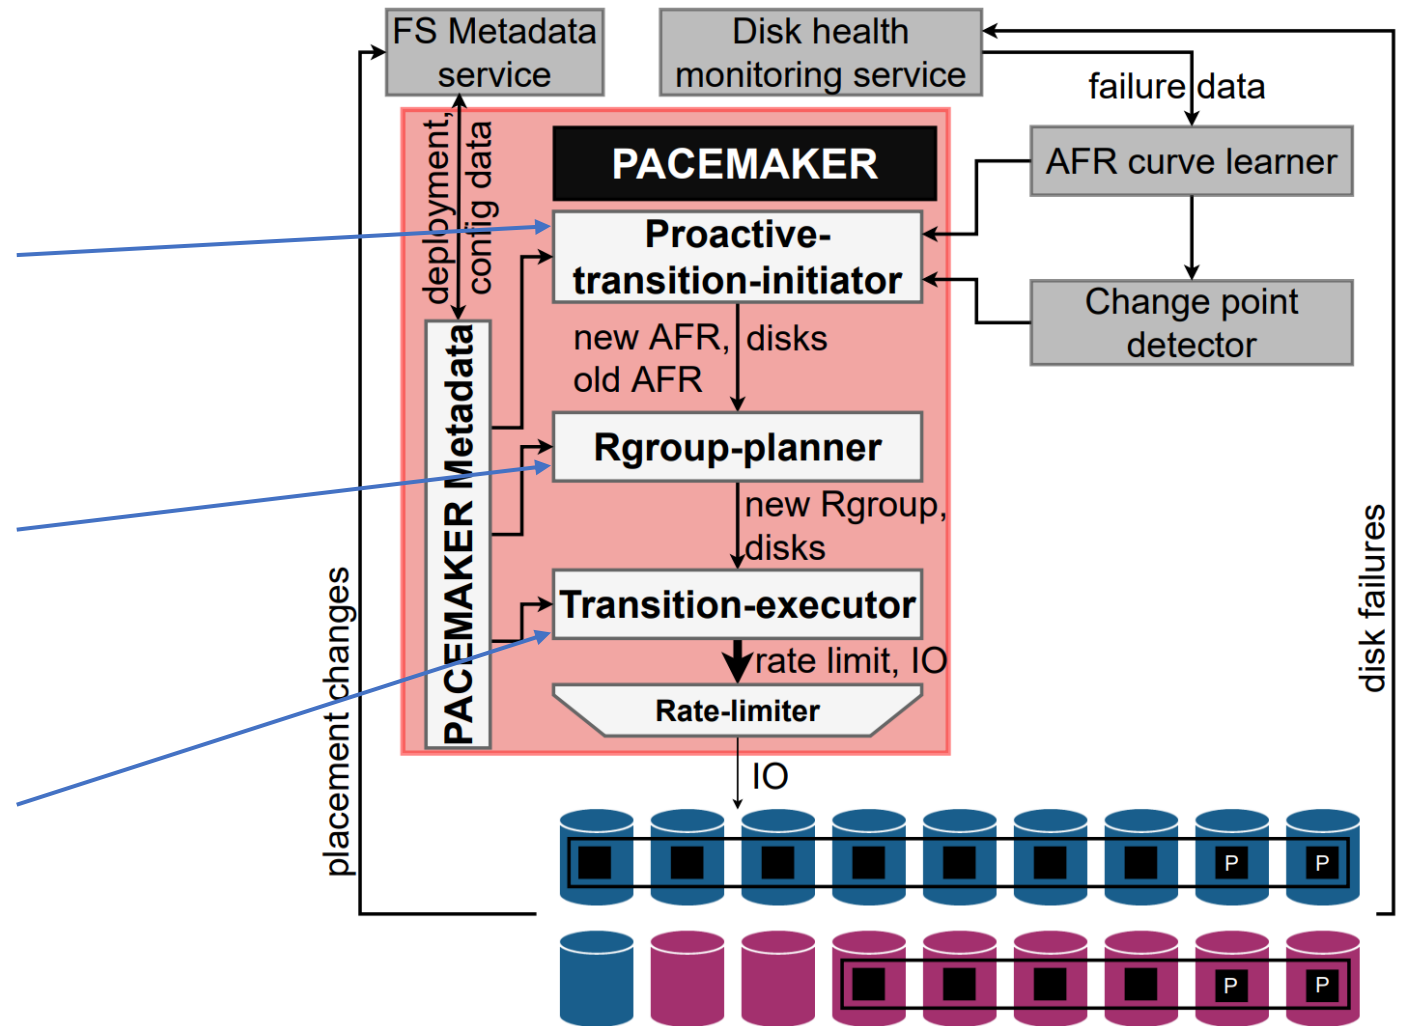 FS Metadata
service
Disk health
monitoring service
failure data
deployment,
config data
PACEMAKER
AFR curve learner
Proactive-
transition-initiator
Change point
detector
new AFR, disks
old AFR
PACEMAKER Metadata
Rgroup-planner
new Rgroup,
disks
Transition-executor
rate limit, IO
Rate-limiter
IO
placement changes
disk failures
P
P
P
P